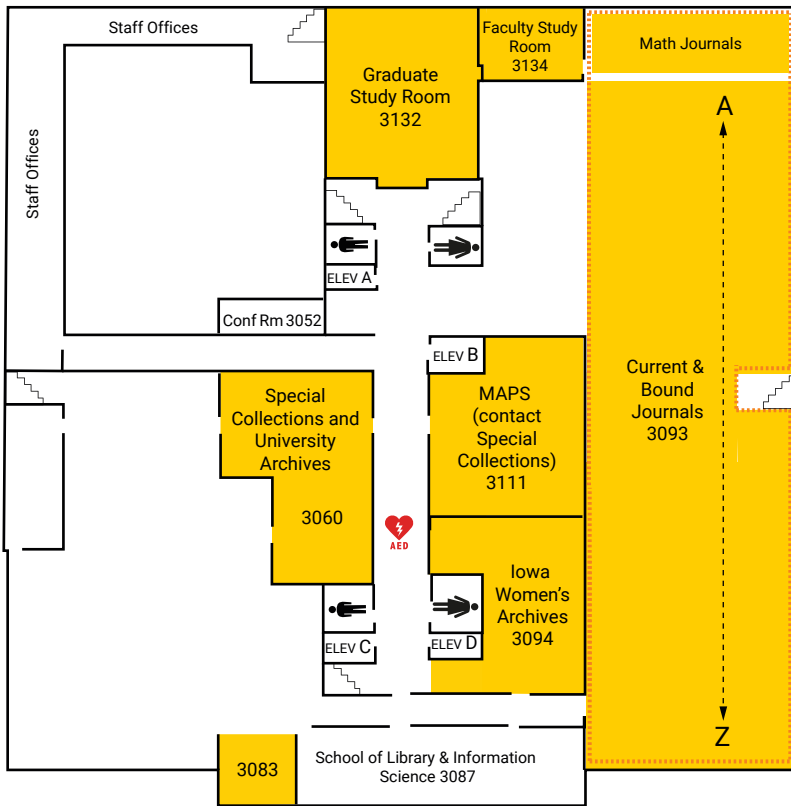 Staff Offices
Faculty Study
Room
3134
Math Journals
Graduate
Study Room
3132
A
Staff Offices
ELEV A
Conf Rm 3052
ELEV B
Current &
Bound
Journals
3093
Special
Collections and
University
Archives
3060
MAPS
(contact
Special
Collections)
3111
AED
Iowa
Women's
Archives
3094
ELEV C
ELEV D
Z
3083
School of Library & Information
Science 3087